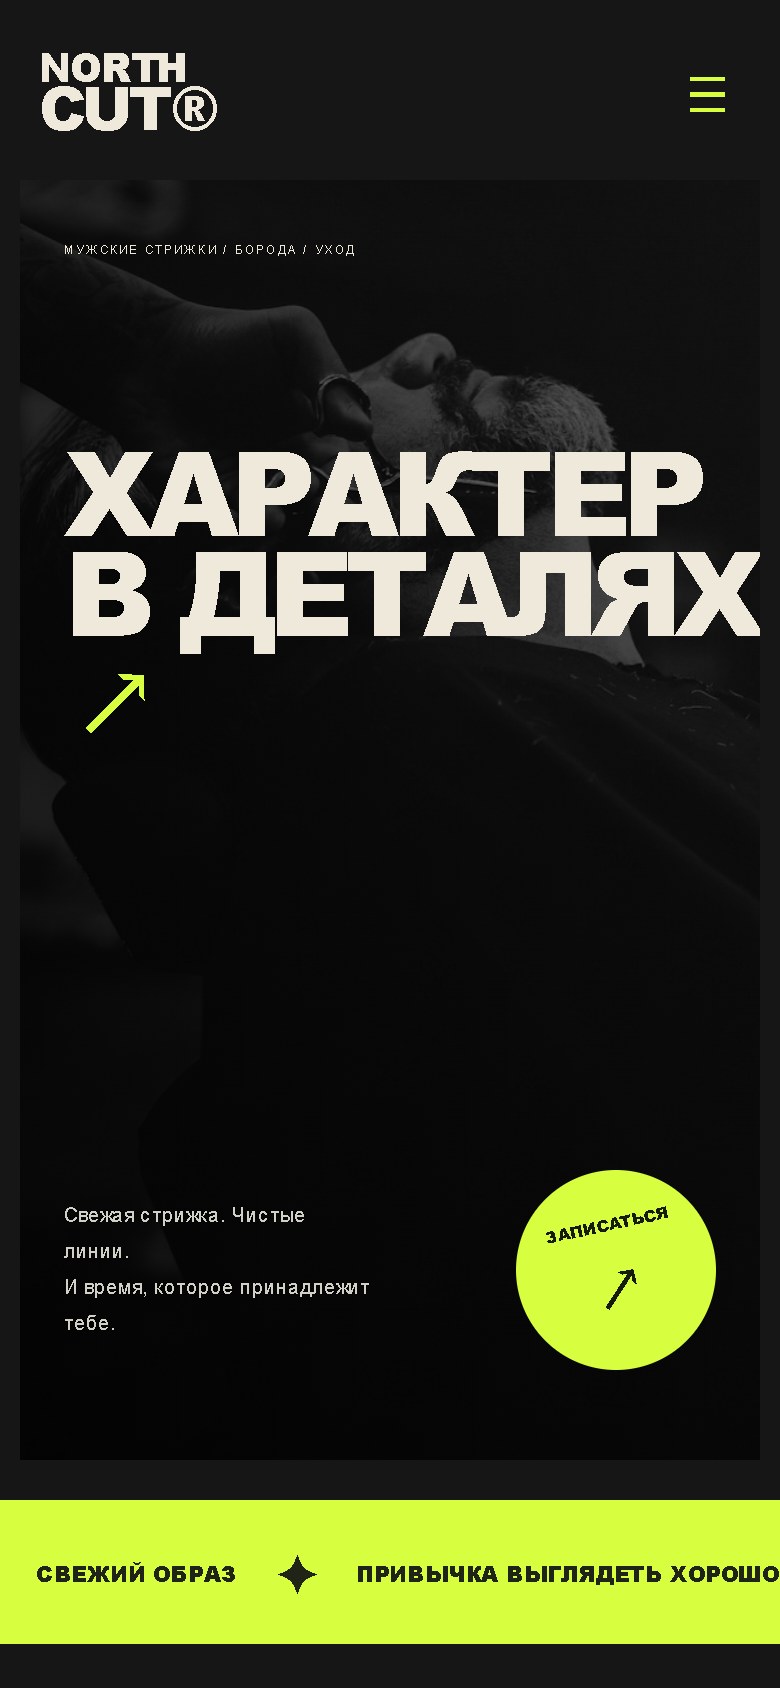 NORTH
CUT®
МУЖСКИЕ СТРИЖКИ / БОРОДА / УХОД
ХАРАКТЕР
В ДЕТАЛЯХ
Свежая стрижка. Чистые
линии.
И время, которое принадлежит
тебе.
ЗАПИСАТЬСЯ
СВЕЖИЙ ОБРАЗ ✦ ПРИВЫЧКА ВЫГЛЯДЕТЬ ХОРОШО